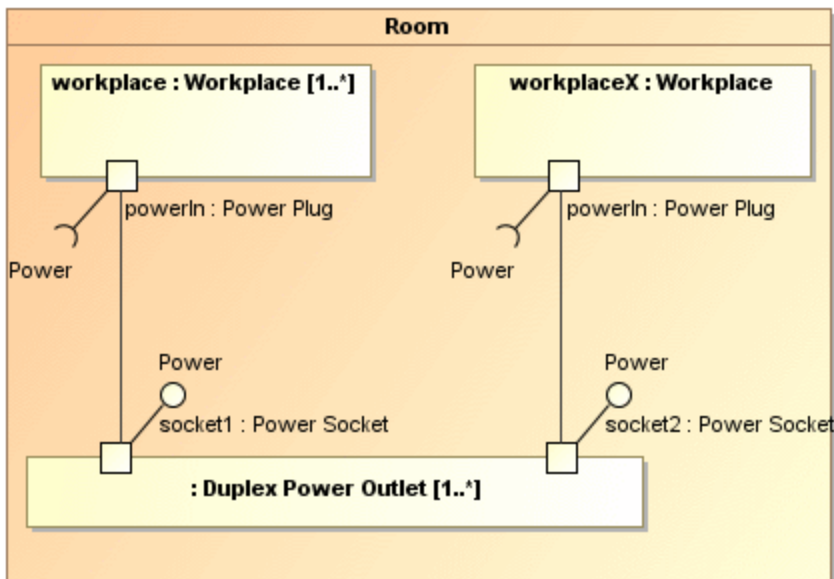 Room
workplace : Workplace [1..*]
workplaceX : Workplace
powerIn : Power Plug
powerIn : Power Plug
Power
Power
Power
Power
socket1 : Power Socket
socket2 : Power Socket
: Duplex Power Outlet [1..*]